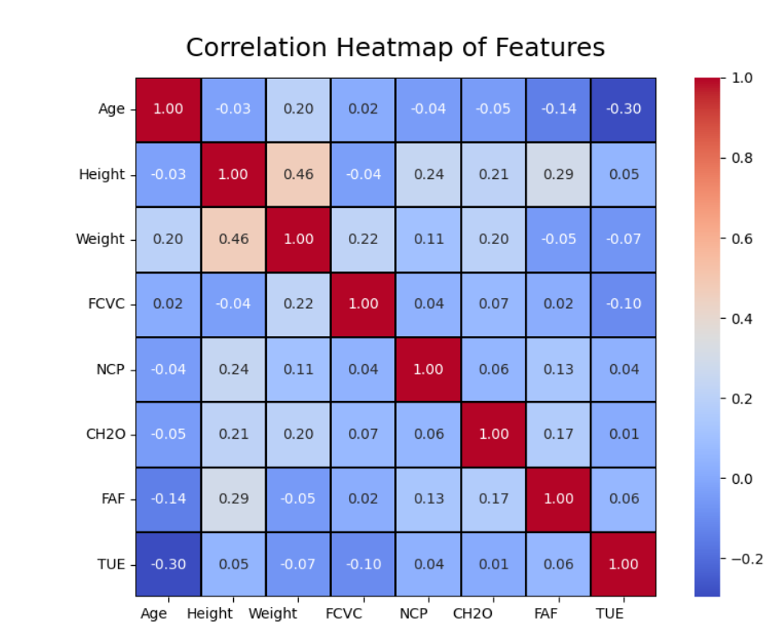 Correlation Heatmap of Features
Age 1.00 -0.03 0.20 0.02 -0.04 -0.05 -0.14 -0.30
Height -0.03 1.00 0.46 -0.04 0.24 0.21 0.29 0.05
Weight 0.20 0.46 1.00 0.22 0.11 0.20 -0.05 -0.07
FCVC 0.02 -0.04 0.22 1.00 0.04 0.07 0.02 -0.10
NCP -0.04 0.24 0.11 0.04 1.00 0.06 0.13 0.04
CH2O -0.05 0.21 0.20 0.07 0.06 1.00 0.17 0.01
FAF -0.14 0.29 -0.05 0.02 0.13 0.17 1.00 0.06
TUE -0.30 0.05 -0.07 -0.10 0.04 0.01 0.06 1.00
Age Height Weight FCVC NCP CH2O FAF TUE
1.0
0.8
0.6
0.4
0.2
0.0
−0.2